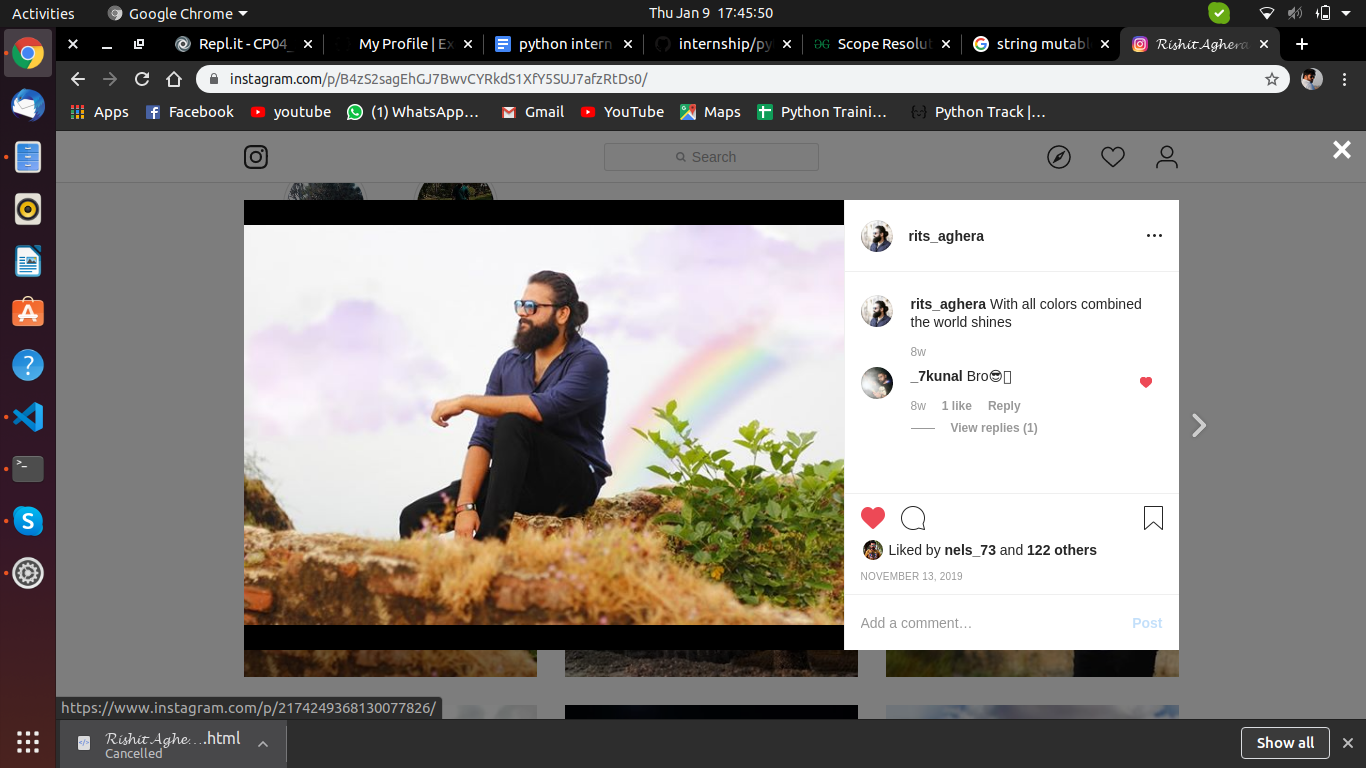 Activities
Google Chrome
Thu Jan 9 17:45:50
Repl.it - CP04_
My Profile | Ex
python intern
internship/py
Scope Resolut
string mutabl
𝓡𝓲𝓼𝓱𝓲𝓽 𝓐𝓰𝓱𝓮𝓻𝓪
instagram.com/p/B4zS2sagEhGJ7BwvCYRkdS1XfY5SUJ7afzRtDs0/
Apps
Facebook
youtube
(1) WhatsApp…
Gmail
YouTube
Maps
Python Traini…
Python Track |…
Search
rits_aghera
rits_aghera With all colors combined
the world shines
8w
_7kunal Bro😎▯
8w 1 like Reply
View replies (1)
Liked by nels_73 and 122 others
NOVEMBER 13, 2019
Add a comment… Post
https://www.instagram.com/p/2174249368130077826/
𝓡𝓲𝓼𝓱𝓲𝓽 𝓐𝓰𝓱𝓮….html
Cancelled
Show all